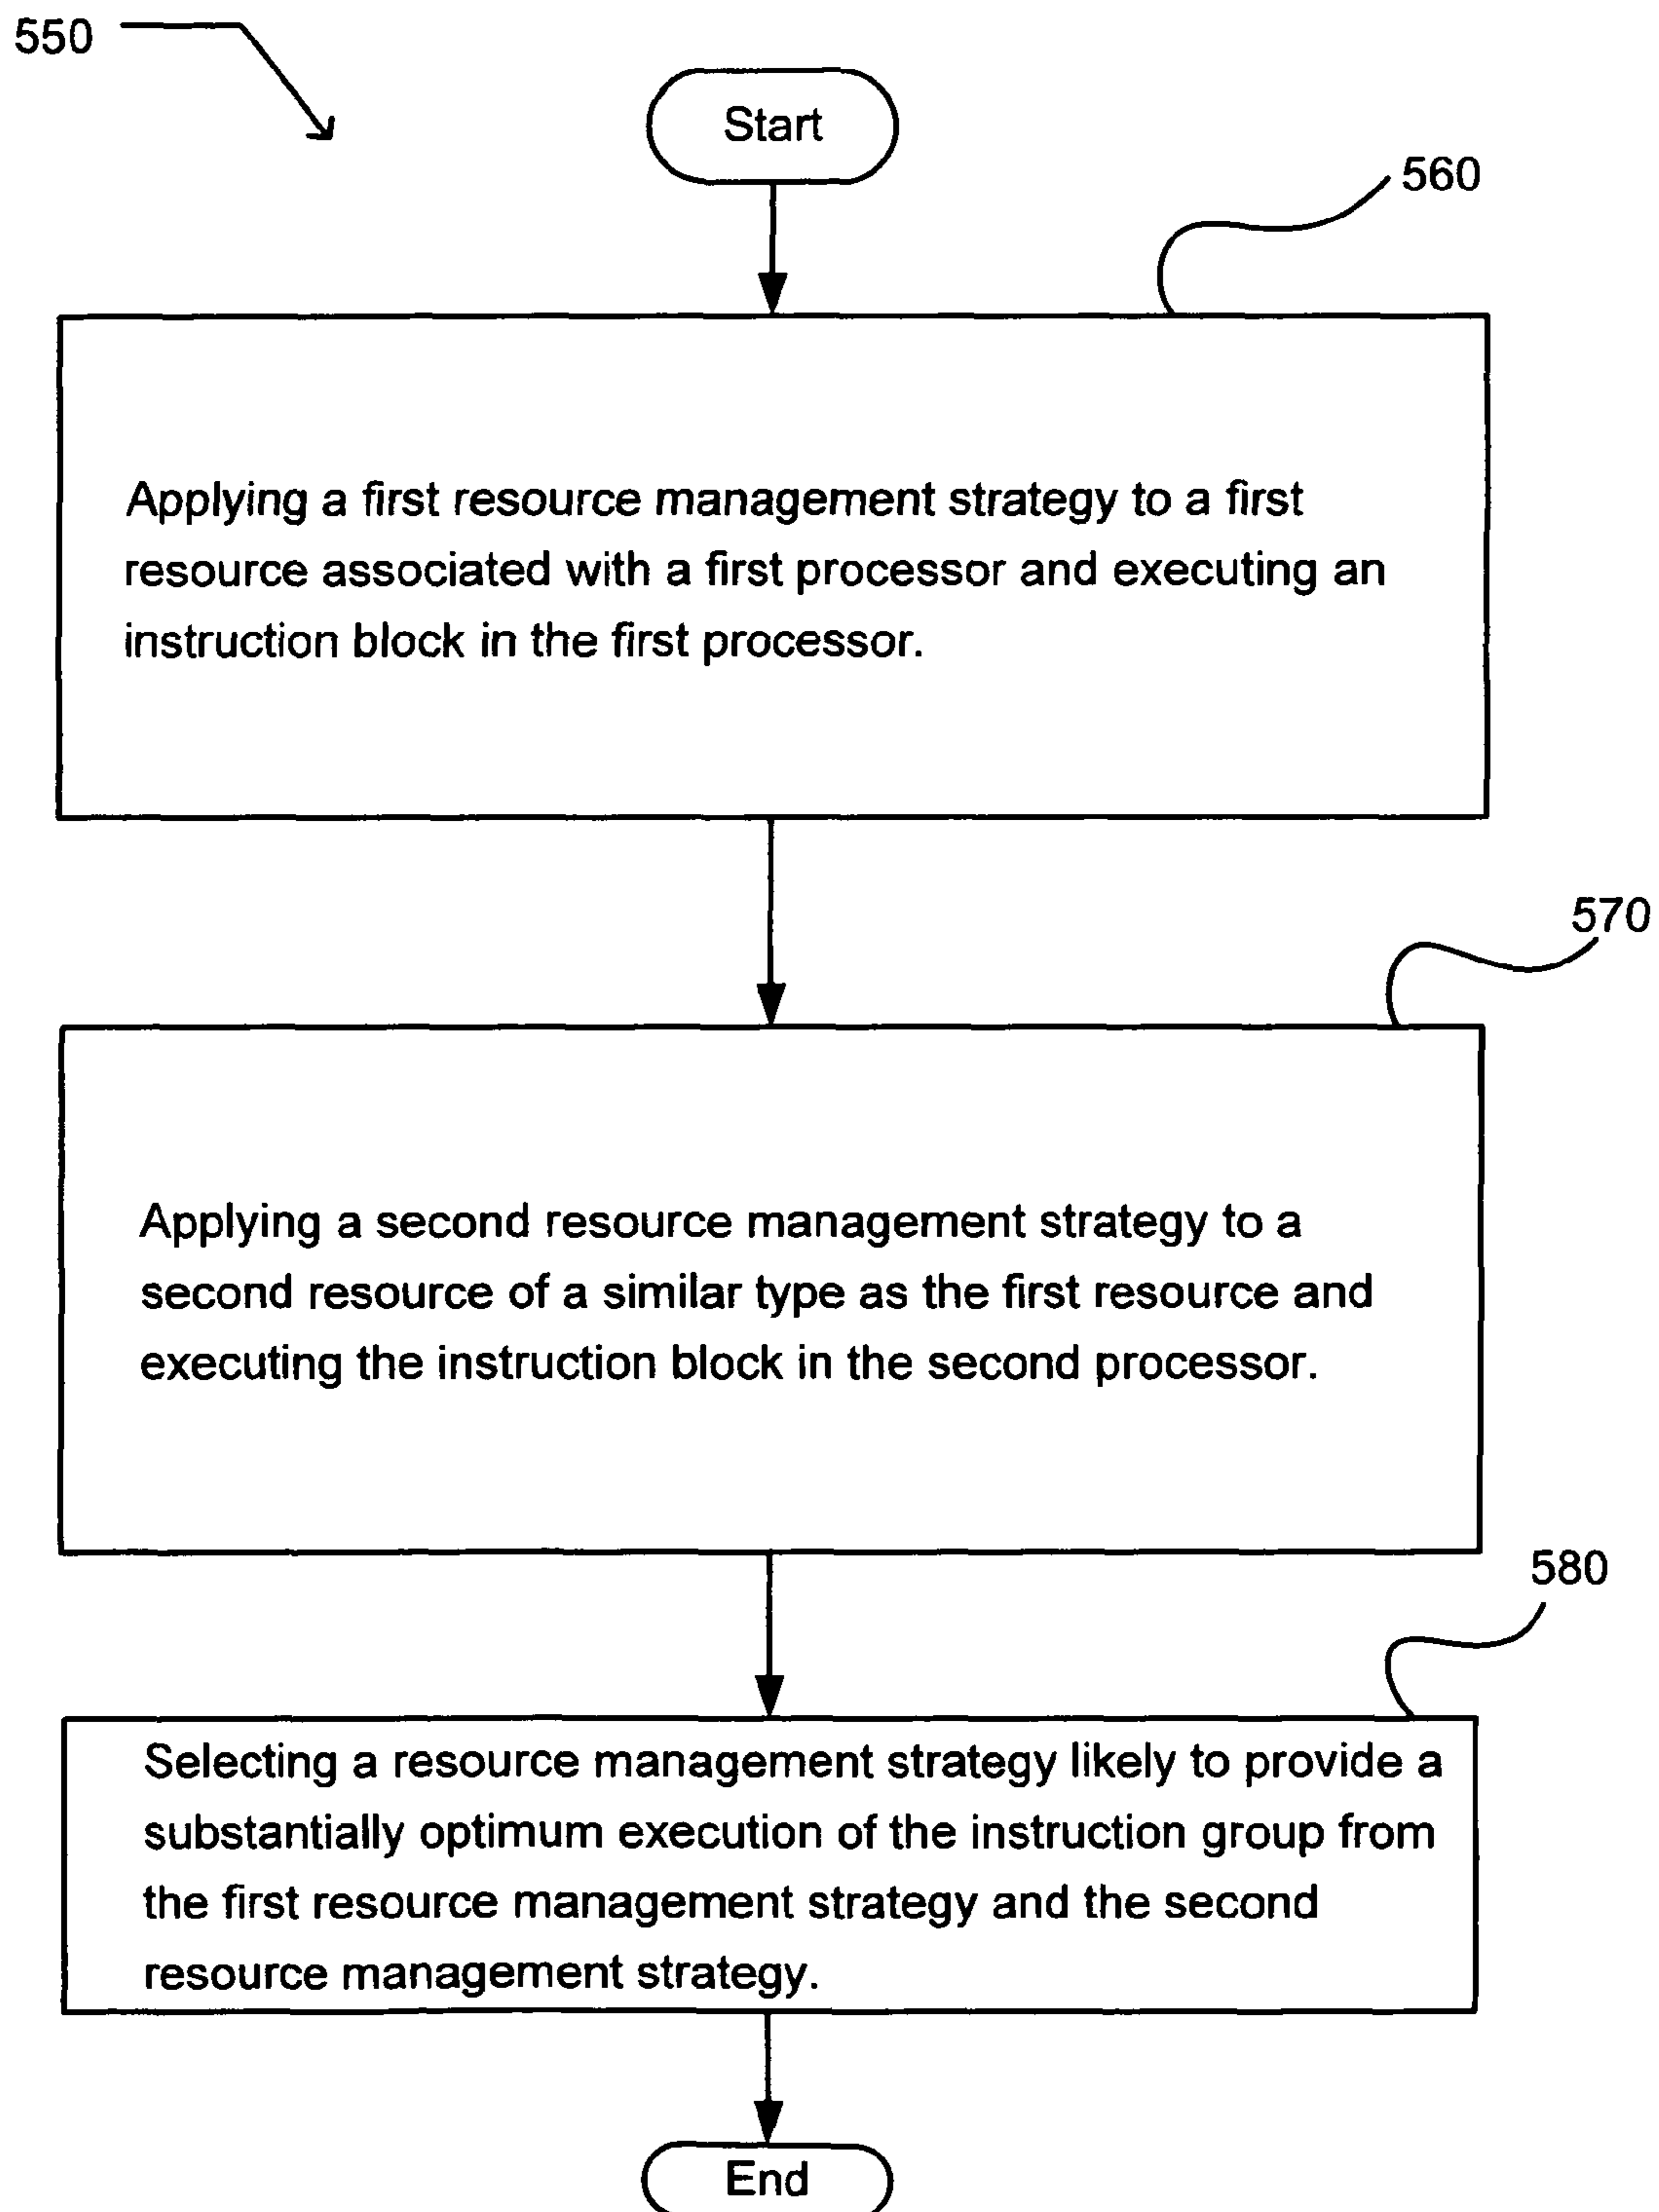 550
Start
560
Applying a first resource management strategy to a first
resource associated with a first processor and executing an
instruction block in the first processor.
570
Applying a second resource management strategy to a
second resource of a similar type as the first resource and
executing the instruction block in the second processor.
580
Selecting a resource management strategy likely to provide a
substantially optimum execution of the instruction group from
the first resource management strategy and the second
resource management strategy.
End